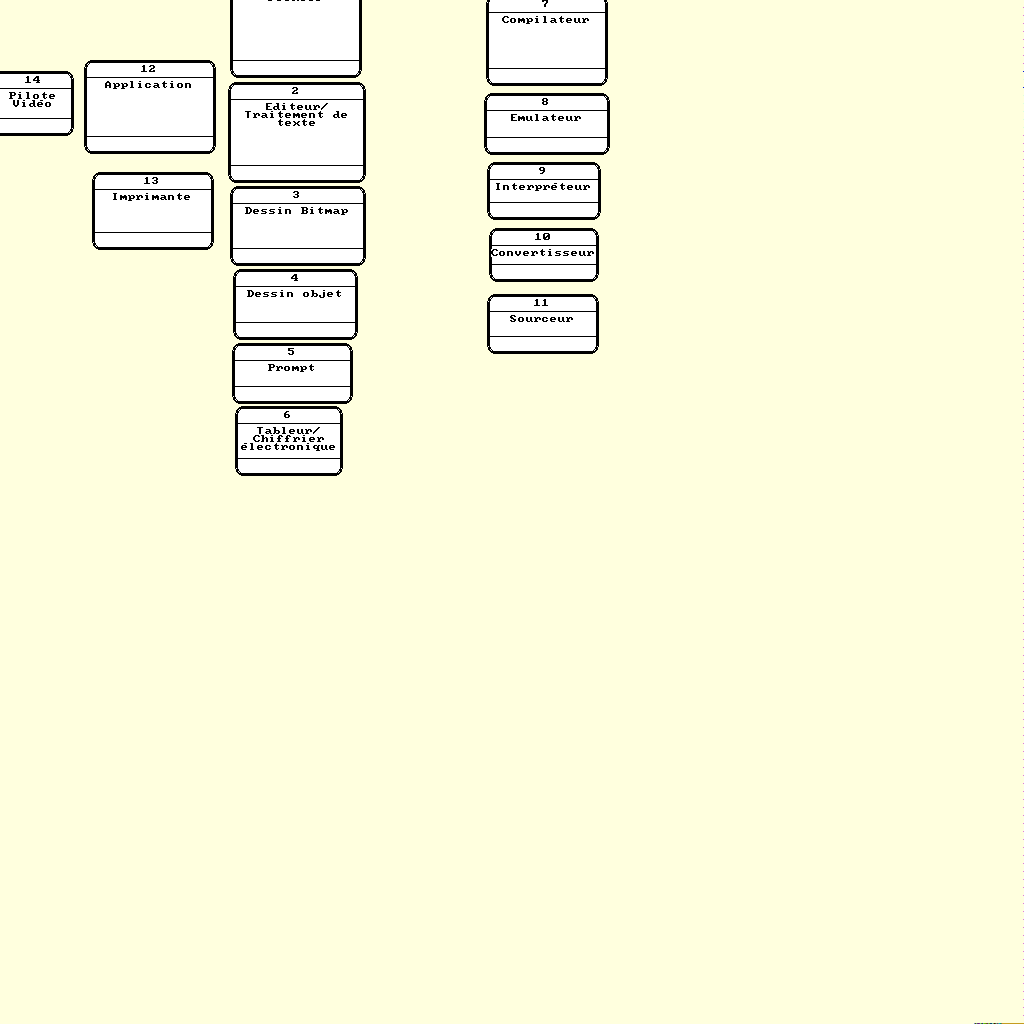 7
Compilateur
14
Pilote
Vidéo
12
Application
2
Editeur/
Traitement de
texte
8
Emulateur
13
Imprimante
3
Dessin Bitmap
9
Interpréteur
10
Convertisseur
4
Dessin objet
11
Sourceur
5
Prompt
6
Tableur/
Chiffrier
électronique